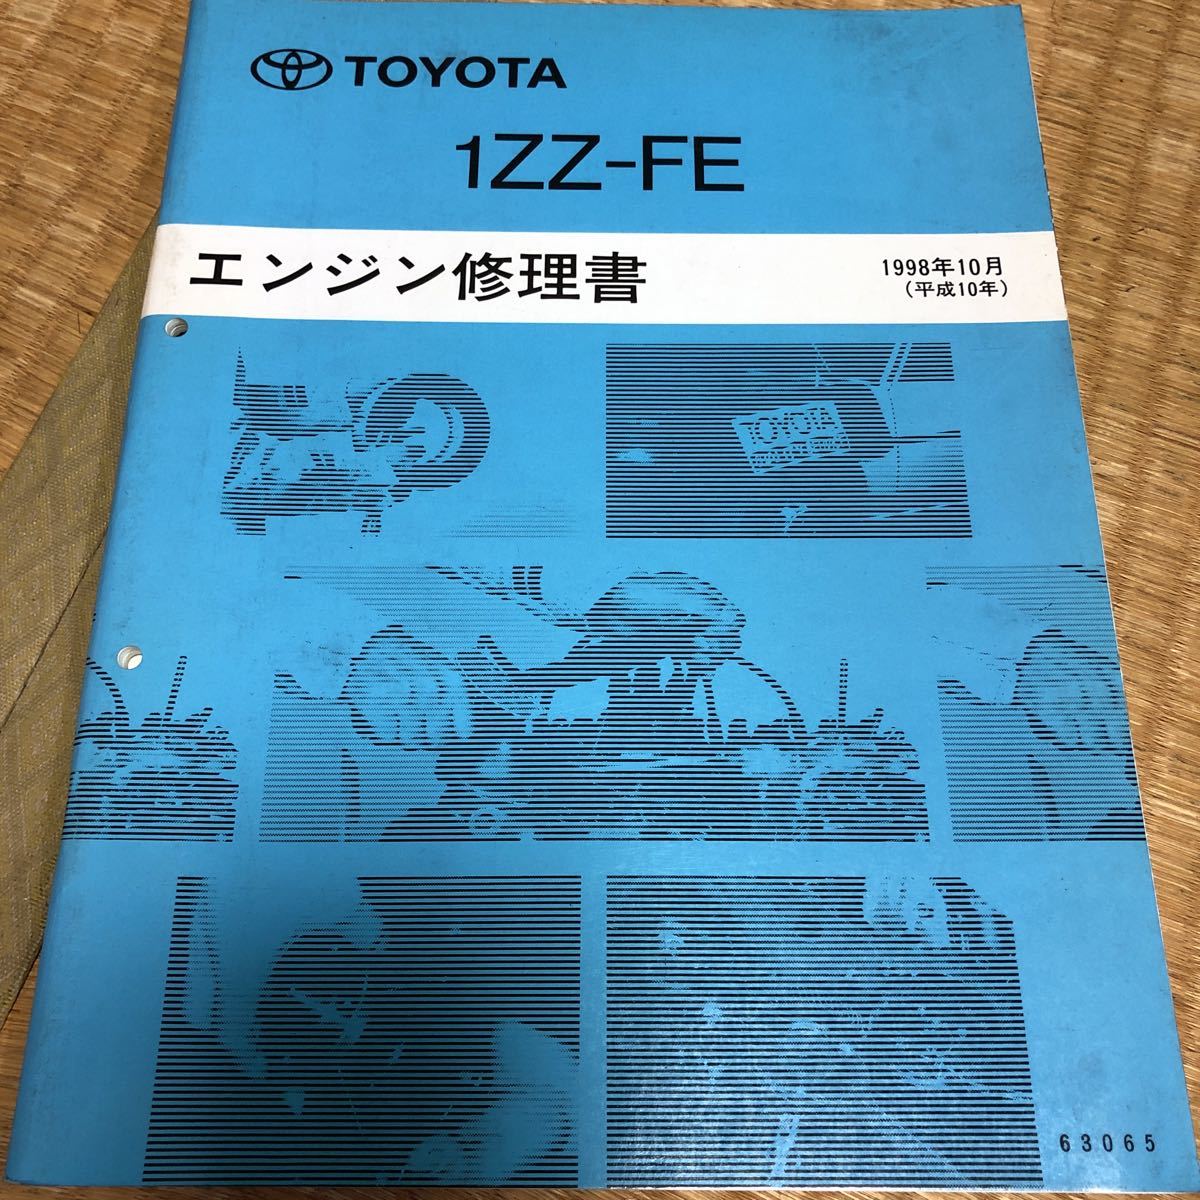 TOYOTA
1ZZ-FE
エンジン修理書
1998年10月
（平成10年）
TOYOTA
63065